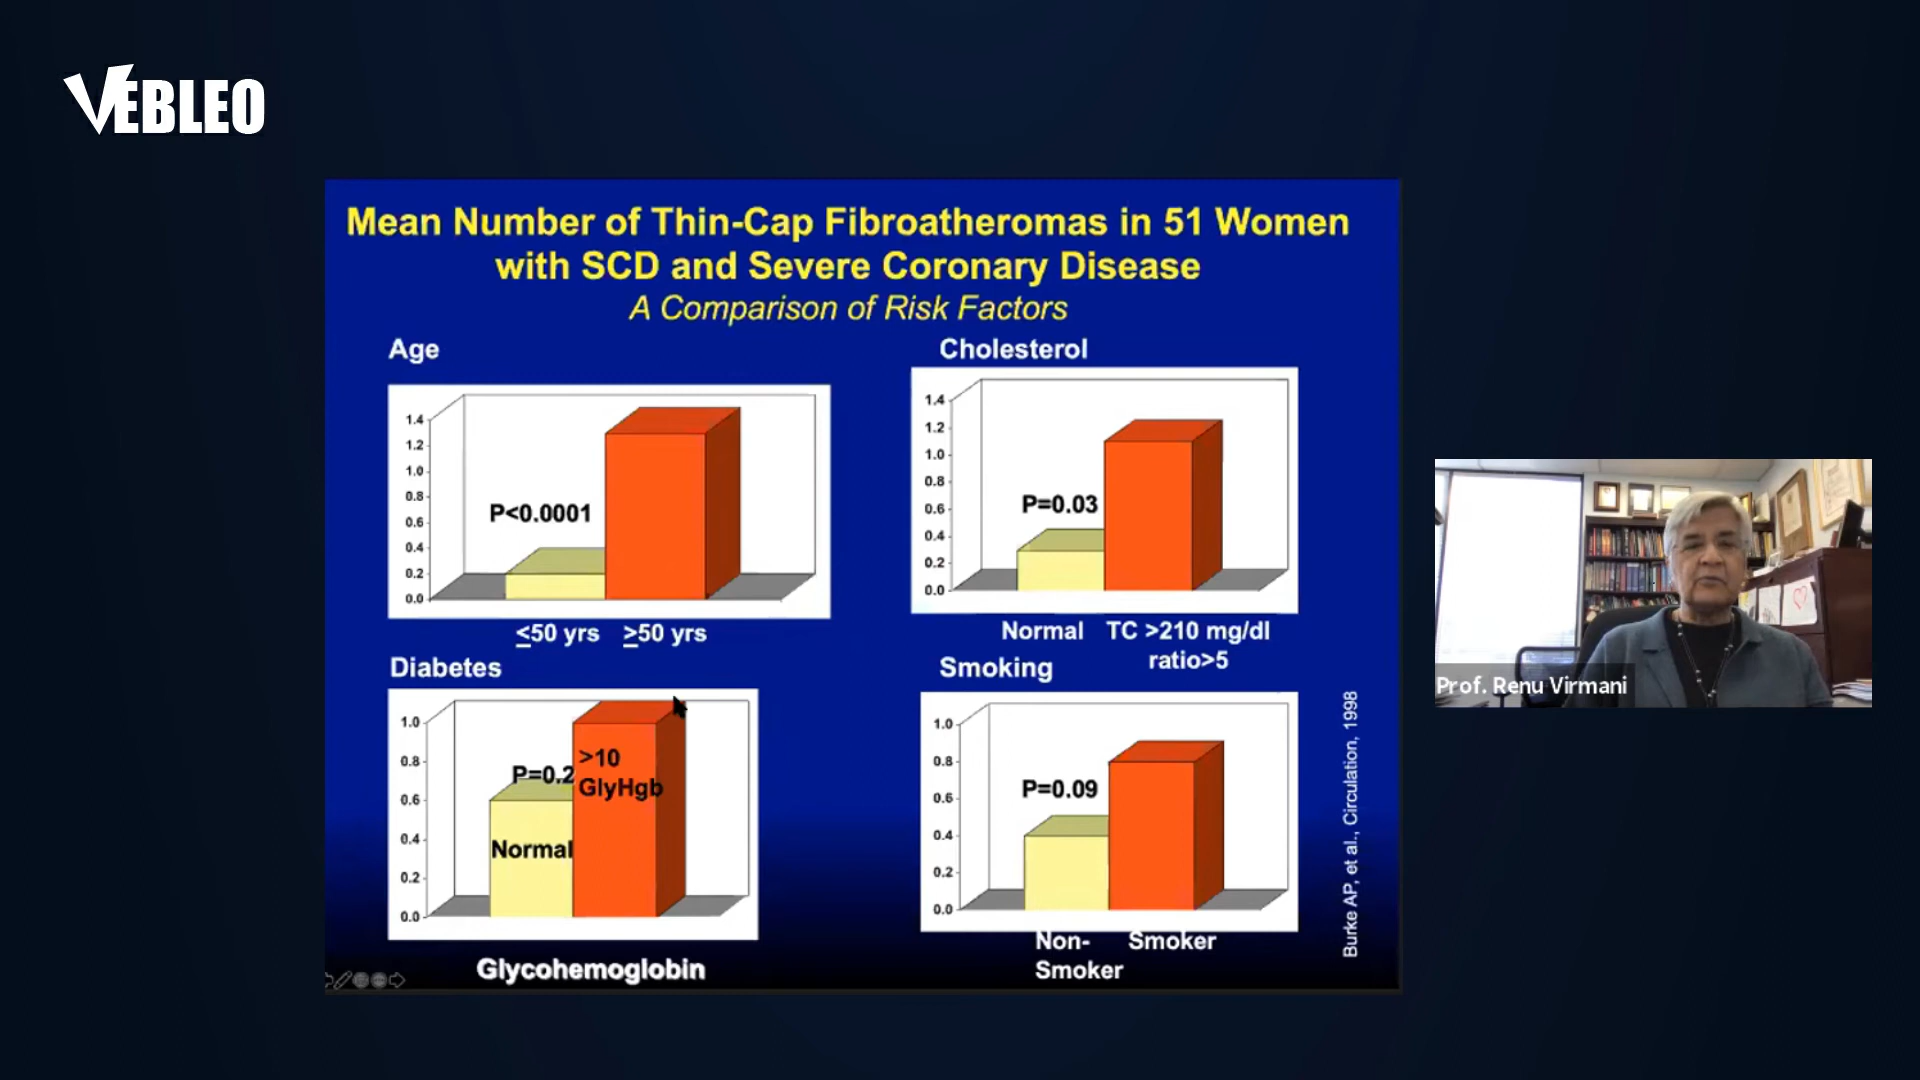 VEBLEO
Mean Number of Thin-Cap Fibroatheromas in 51 Women
with SCD and Severe Coronary Disease
A Comparison of Risk Factors
Age
1.4
1.2
1.0
0.8
0.6
0.4
0.2
0.0
P<0.0001
≤50 yrs ≥50 yrs
Cholesterol
1.4
1.2
1.0
0.8
0.6
0.4
0.2
0.0
P=0.03
Normal TC >210 mg/dl
ratio>5
Diabetes
1.0
0.8
0.6
0.4
0.2
0.0
P=0.2
>10
GlyHgb
Normal
Glycohemoglobin
Smoking
1.0
0.8
0.6
0.4
0.2
0.0
P=0.09
Non- Smoker
Smoker
Burke AP, et al., Circulation, 1998
Prof. Renu Virmani